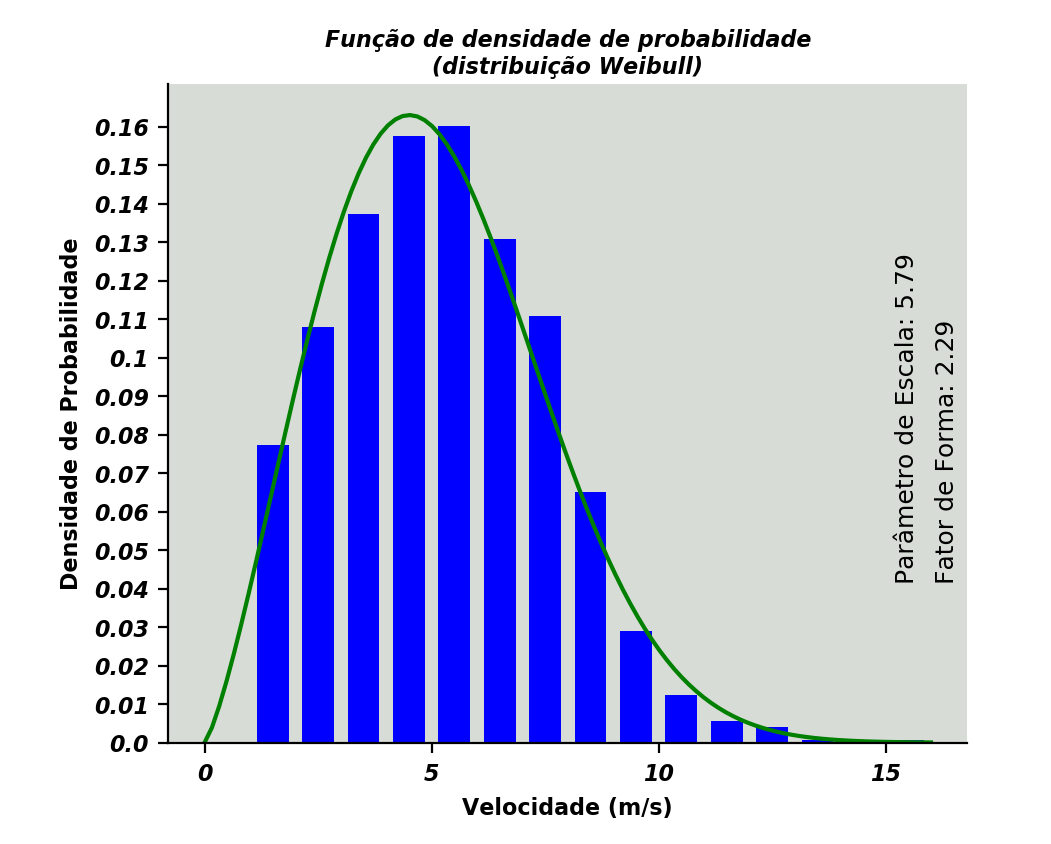 Função de densidade de probabilidade
(distribuição Weibull)
Densidade de Probabilidade
0.16
0.15
0.14
0.13
0.12
0.11
0.1
0.09
0.08
0.07
0.06
0.05
0.04
0.03
0.02
0.01
0.0
Parâmetro de Escala: 5.79
Fator de Forma: 2.29
0 5 10 15
Velocidade (m/s)